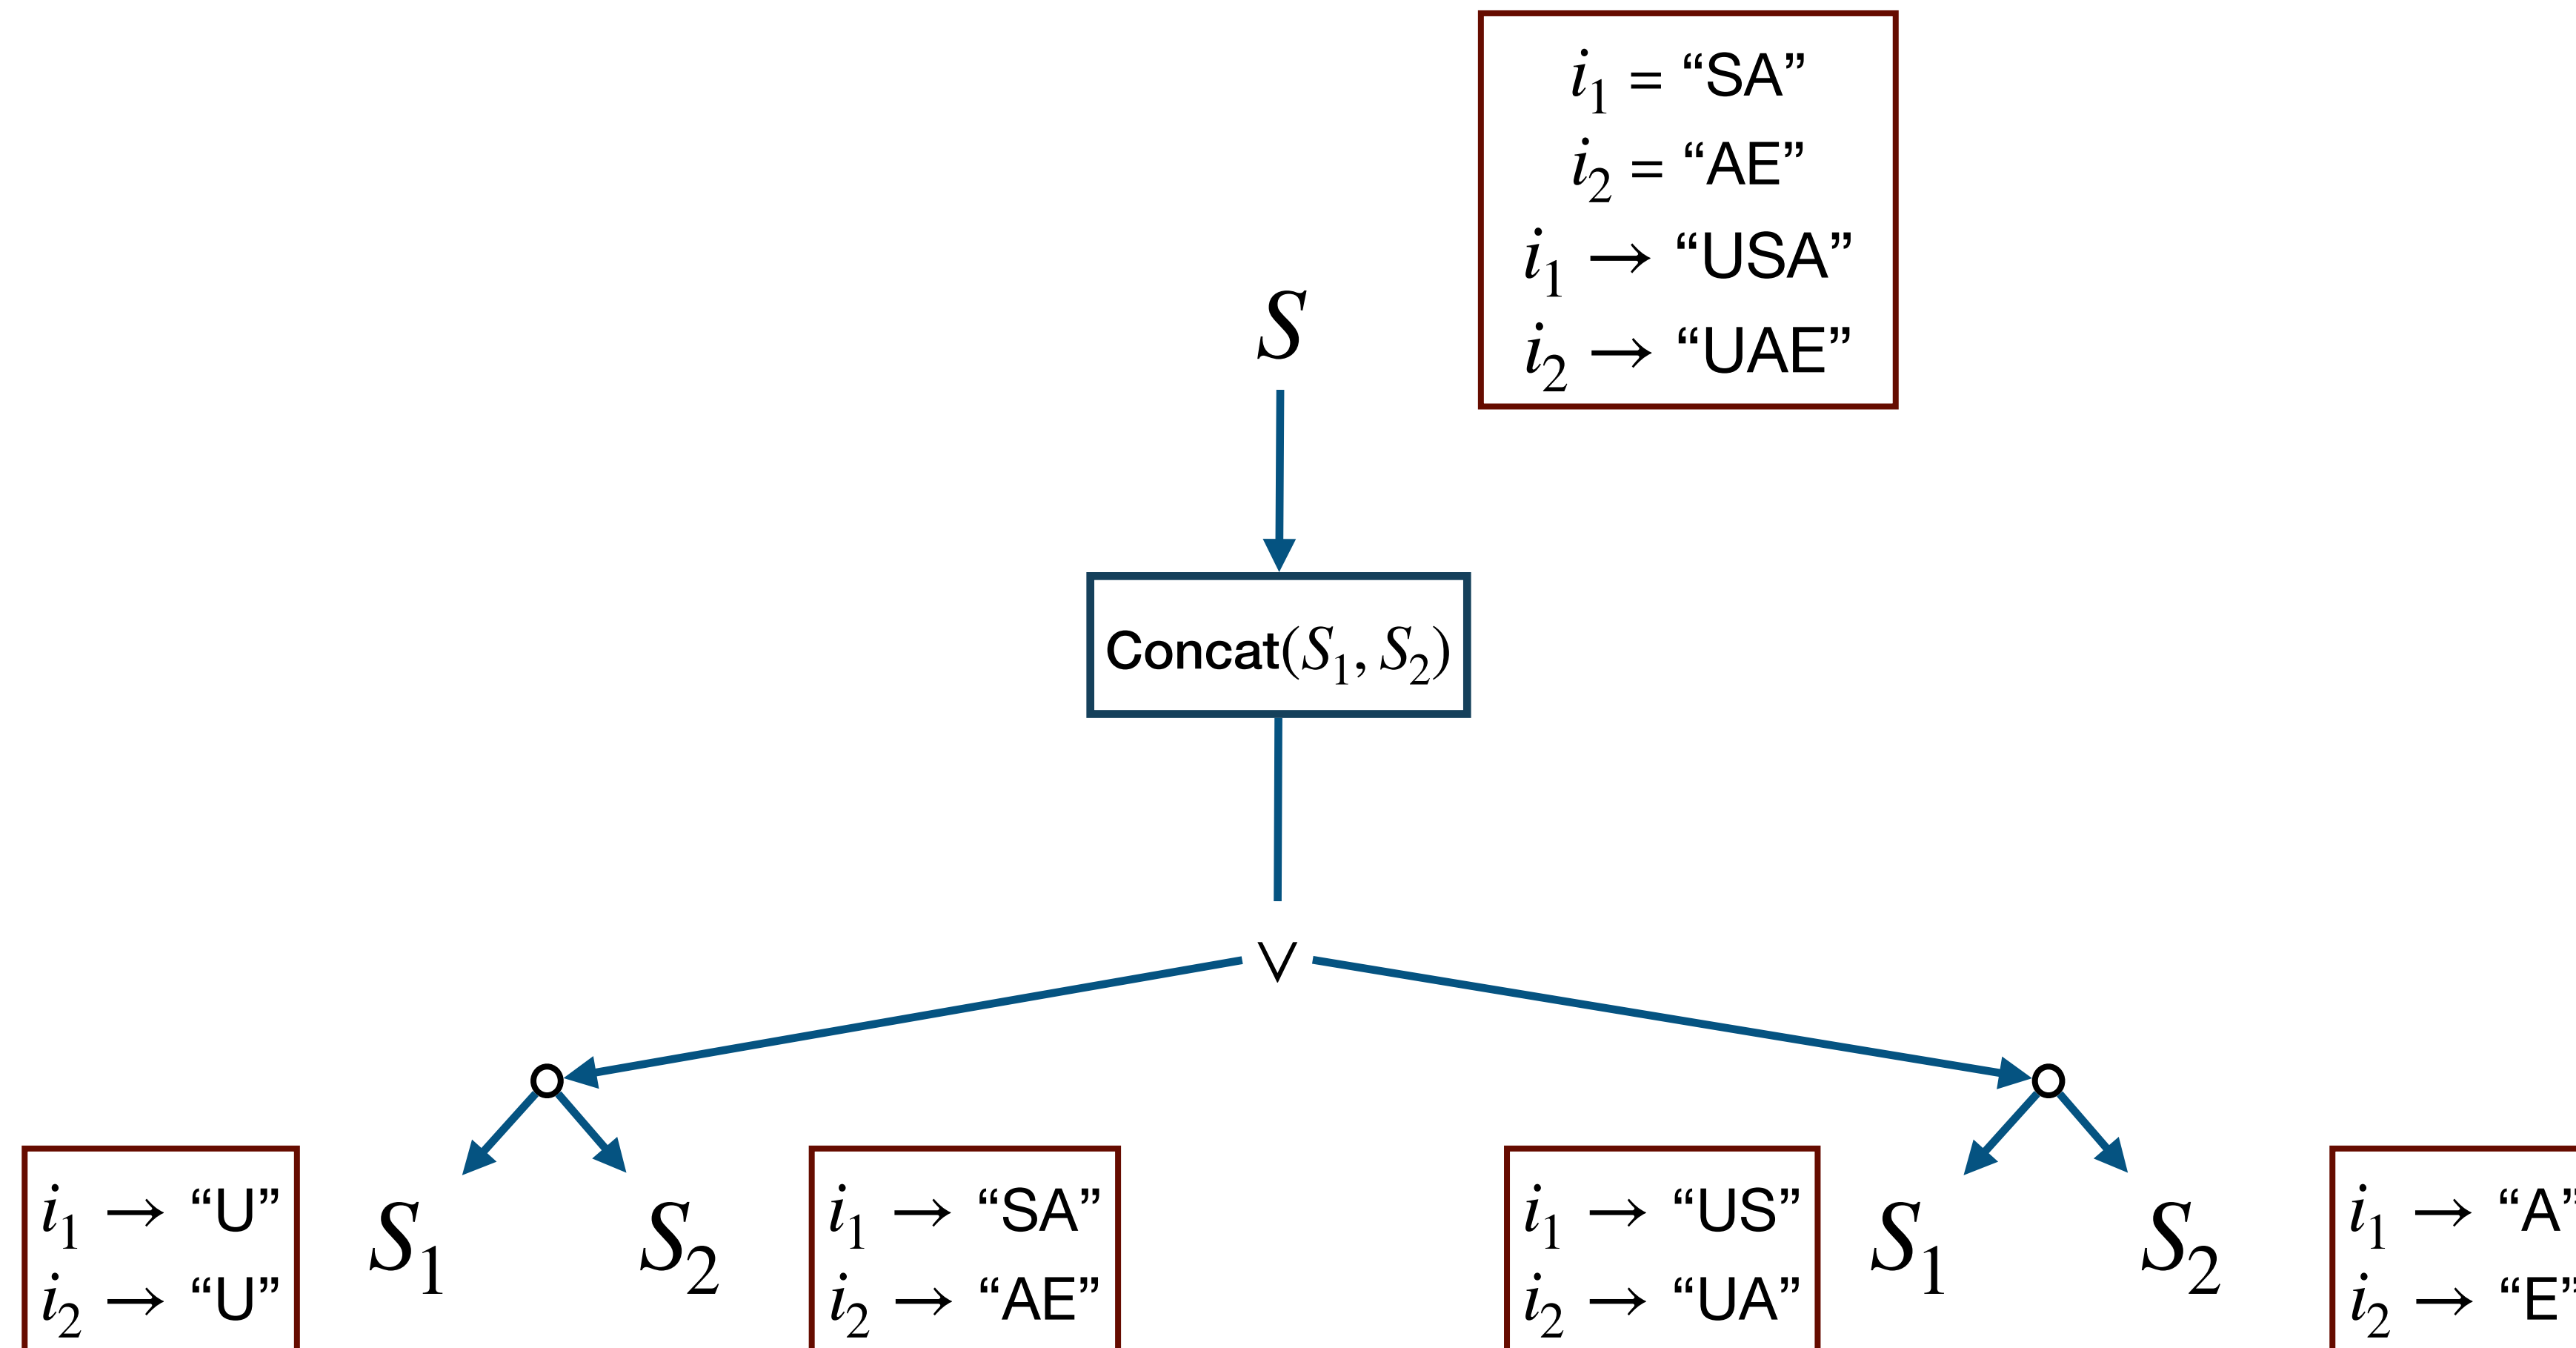 i₁ = “SA”
i₂ = “AE”
i₁ → “USA”
i₂ → “UAE”
S
Concat(S₁, S₂)
∨
i₁ → “U”
i₂ → “U”
S₁
S₂
i₁ → “SA”
i₂ → “AE”
i₁ → “US”
i₂ → “UA”
S₁
S₂
i₁ → “A”
i₂ → “E”